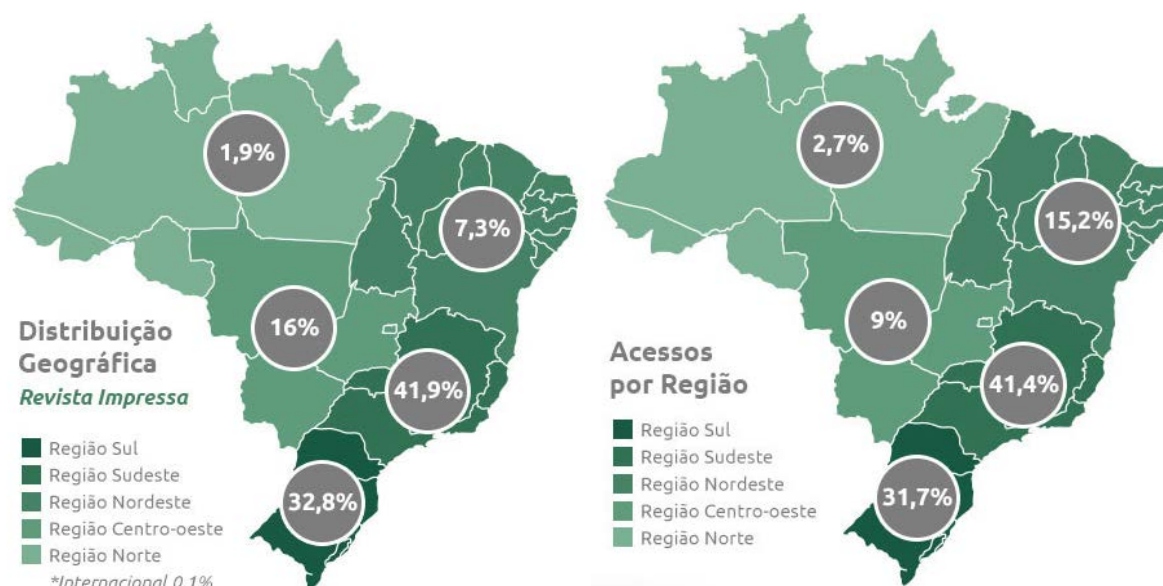 1,9%
7,3%
16%
41,9%
32,8%
Distribuição
Geográfica
Revista Impressa
Região Sul
Região Sudeste
Região Nordeste
Região Centro-oeste
Região Norte
*Internacional 0,1%
2,7%
15,2%
9%
41,4%
31,7%
Acessos
por Região
Região Sul
Região Sudeste
Região Nordeste
Região Centro-oeste
Região Norte